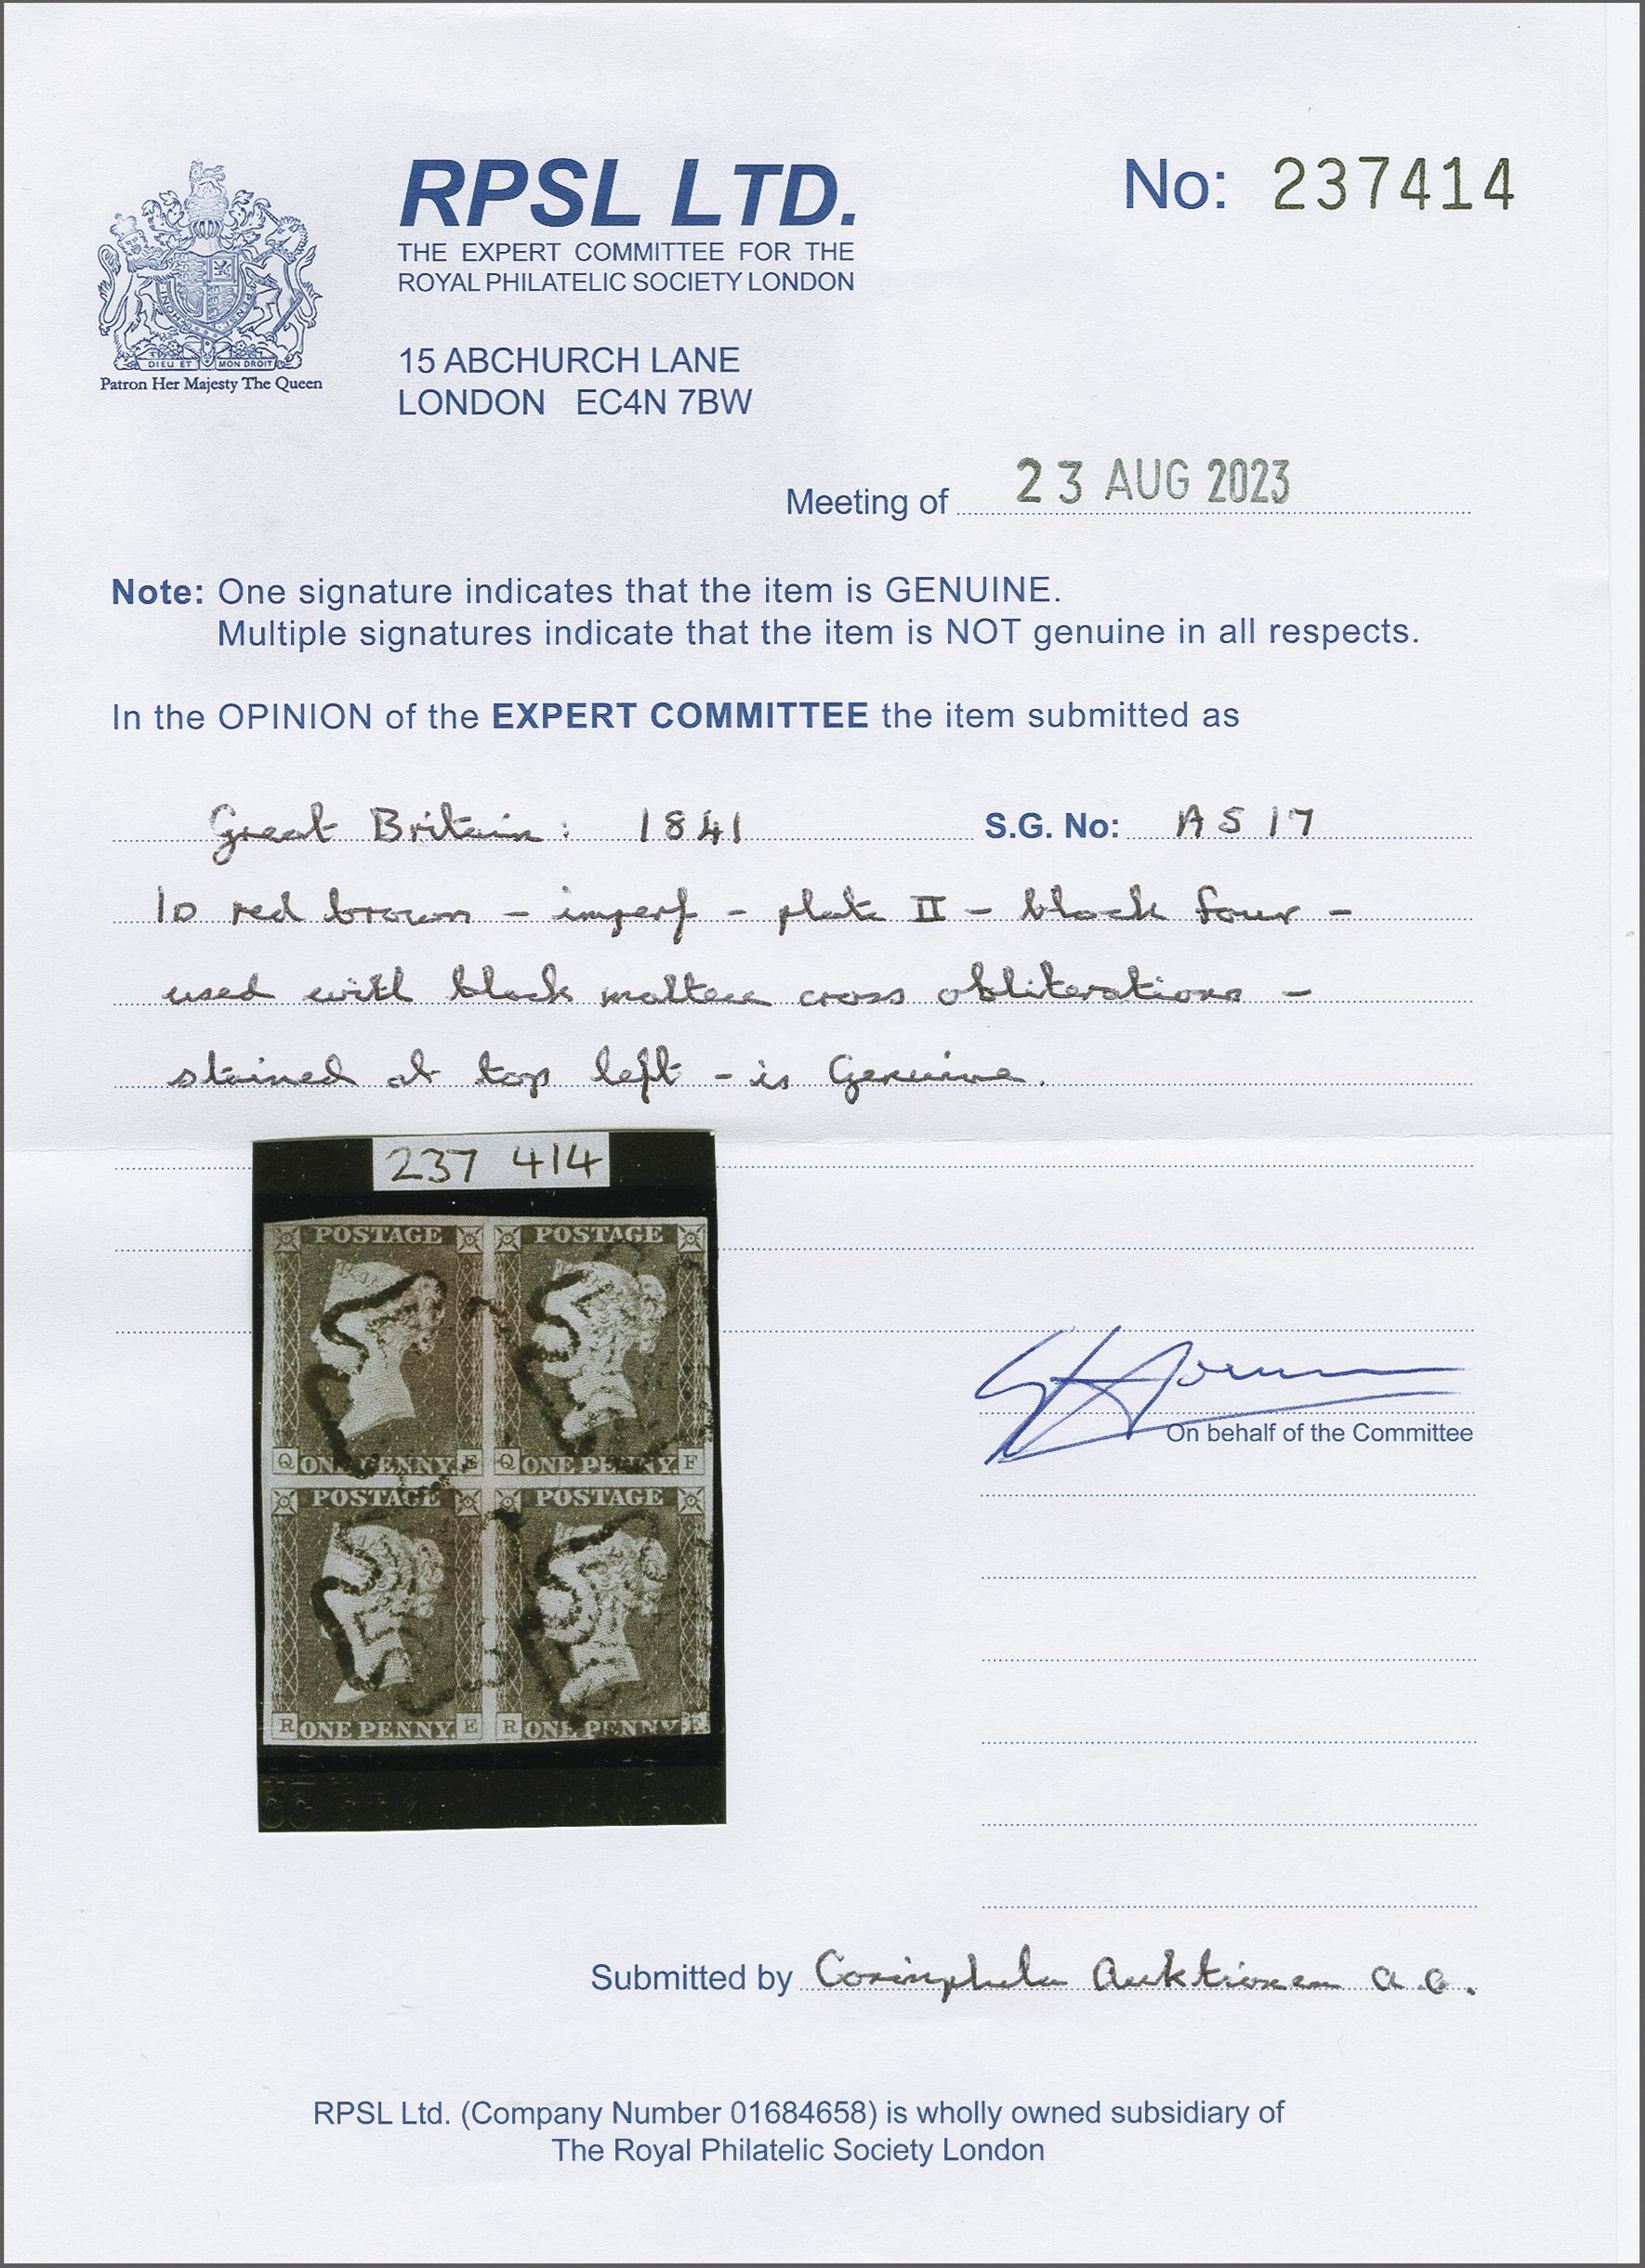 RPSL LTD.
THE EXPERT COMMITTEE FOR THE
ROYAL PHILATELIC SOCIETY LONDON
15 ABCHURCH LANE
LONDON EC4N 7BW
No: 237414
DIEU ET MON DROIT
Patron Her Majesty The Queen
Meeting of 23 AUG 2023
Note: One signature indicates that the item is GENUINE.
Multiple signatures indicate that the item is NOT genuine in all respects.
In the OPINION of the EXPERT COMMITTEE the item submitted as
Great Britain: 1841 S.G. No: AS 17
1D red brown - imperf - plate II - block four -
used with black maltese cross obliterations -
stained at top left - is Genuine.
237 414
POSTAGE POSTAGE
Q ONE PENNY. E Q ONE PENNY. F
POSTAGE POSTAGE
R ONE PENNY. E R ONE PENNY. F
On behalf of the Committee
Submitted by Corinphila Auktionen a.g.
RPSL Ltd. (Company Number 01684658) is wholly owned subsidiary of
The Royal Philatelic Society London